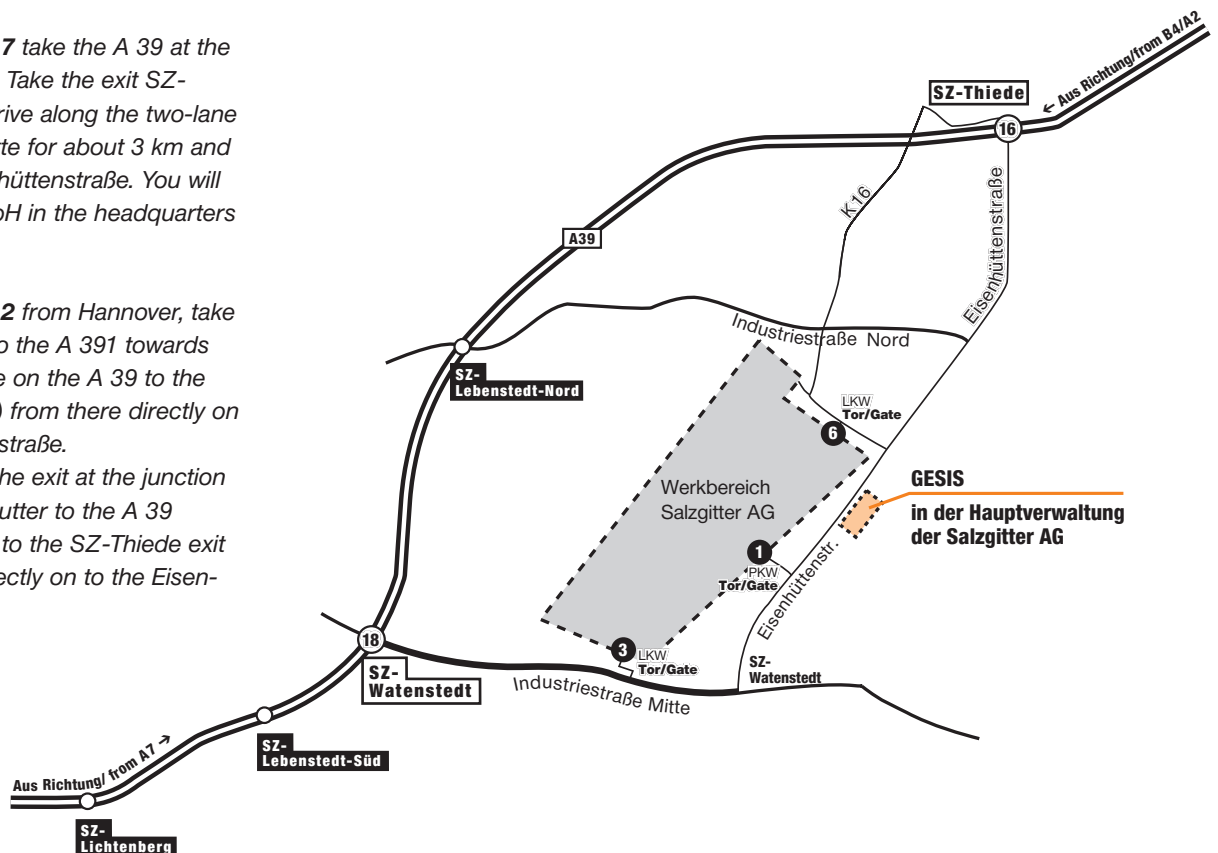 7 take the A 39 at the
Take the exit SZ-
rive along the two-lane
te for about 3 km and
hüttenstraße. You will
oH in the headquarters
2 from Hannover, take
o the A 391 towards
e on the A 39 to the
) from there directly on
straße.
he exit at the junction
utter to the A 39
to the SZ-Thiede exit
ectly on to the Eisen-
← Aus Richtung/from B4/A2
SZ-Thiede
16
K16
Eisenhüttenstraße
A39
Industriestraße Nord
SZ-
Lebenstedt-Nord
LKW
Tor/Gate
6
Werkbereich
Salzgitter AG
GESIS
in der Hauptverwaltung
der Salzgitter AG
1
PKW
Tor/Gate
Eisenhüttenstr.
18
3
LKW
Tor/Gate
SZ-
Watenstedt
SZ-
Watenstedt
Industriestraße Mitte
SZ-
Lebenstedt-Süd
Aus Richtung/ from A7 →
SZ-
Lichtenberg